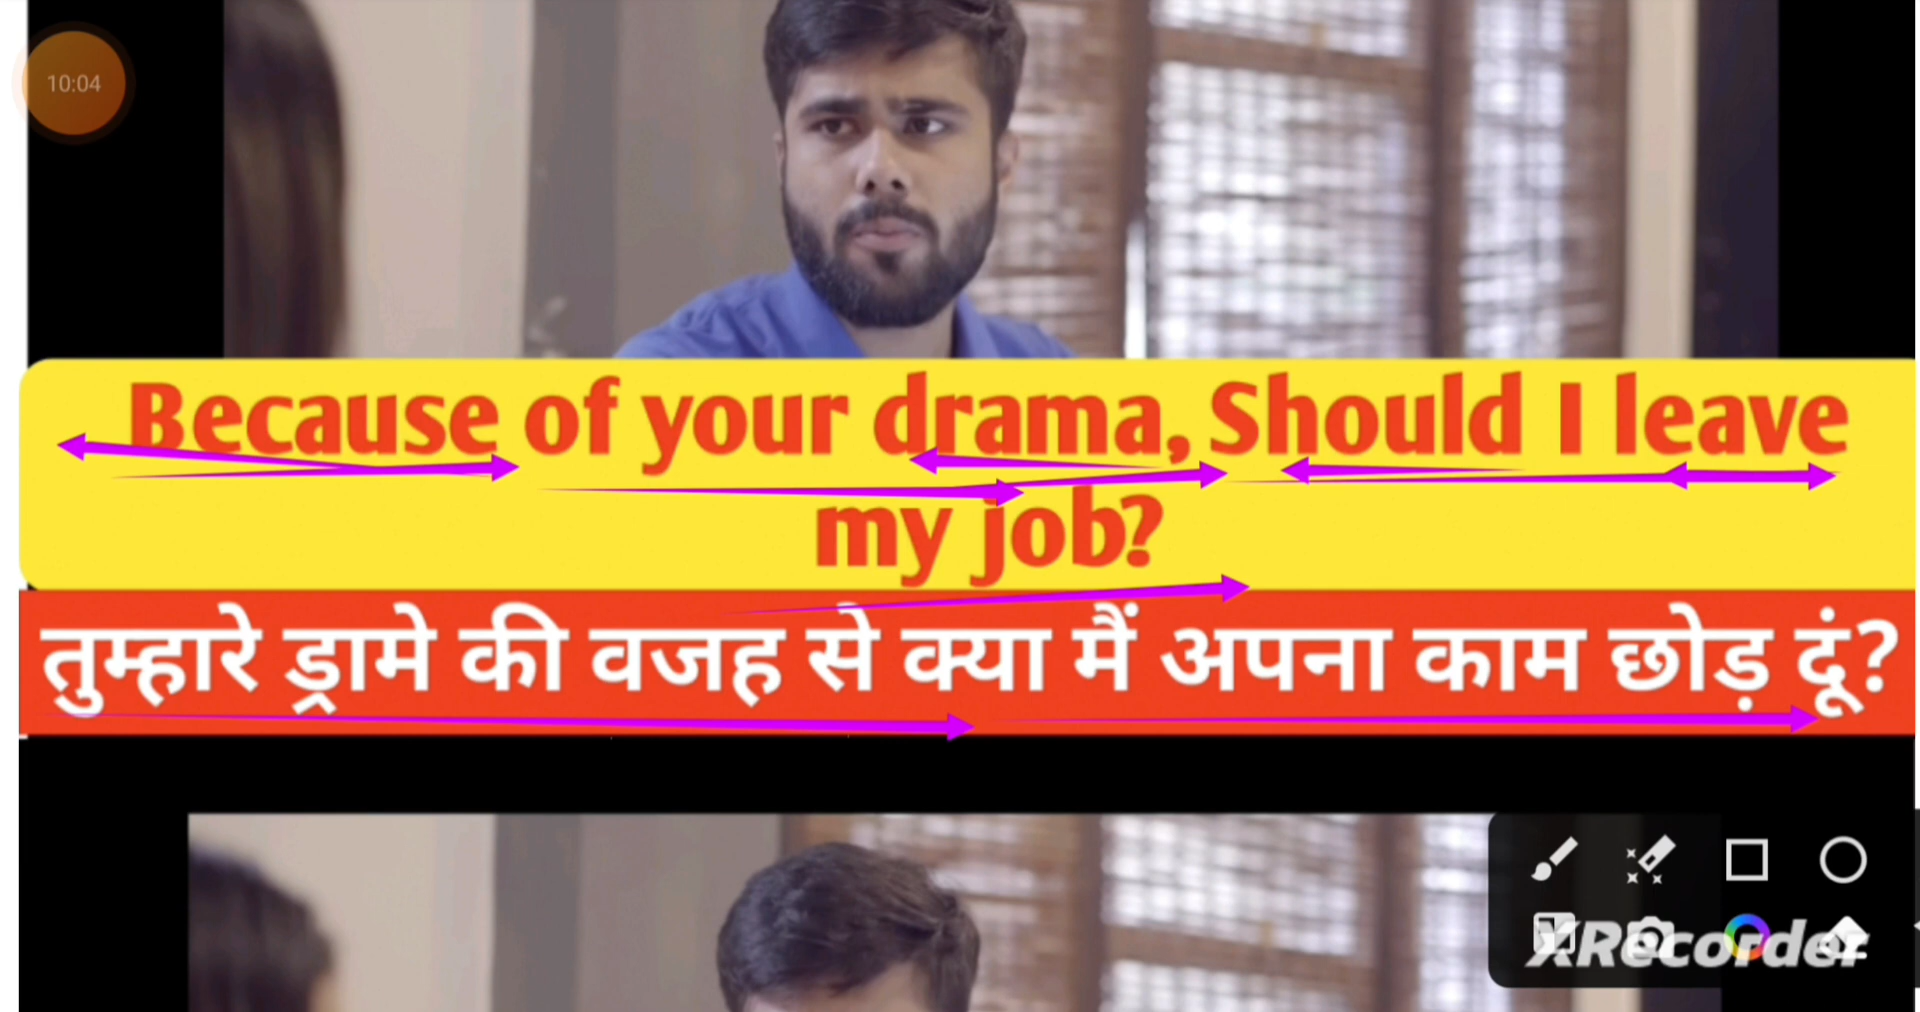 10:04
Because of your drama, Should I leave
my job?
तुम्हारे ड्रामे की वजह से क्या मैं अपना काम छोड़ दूं?
XRecorder